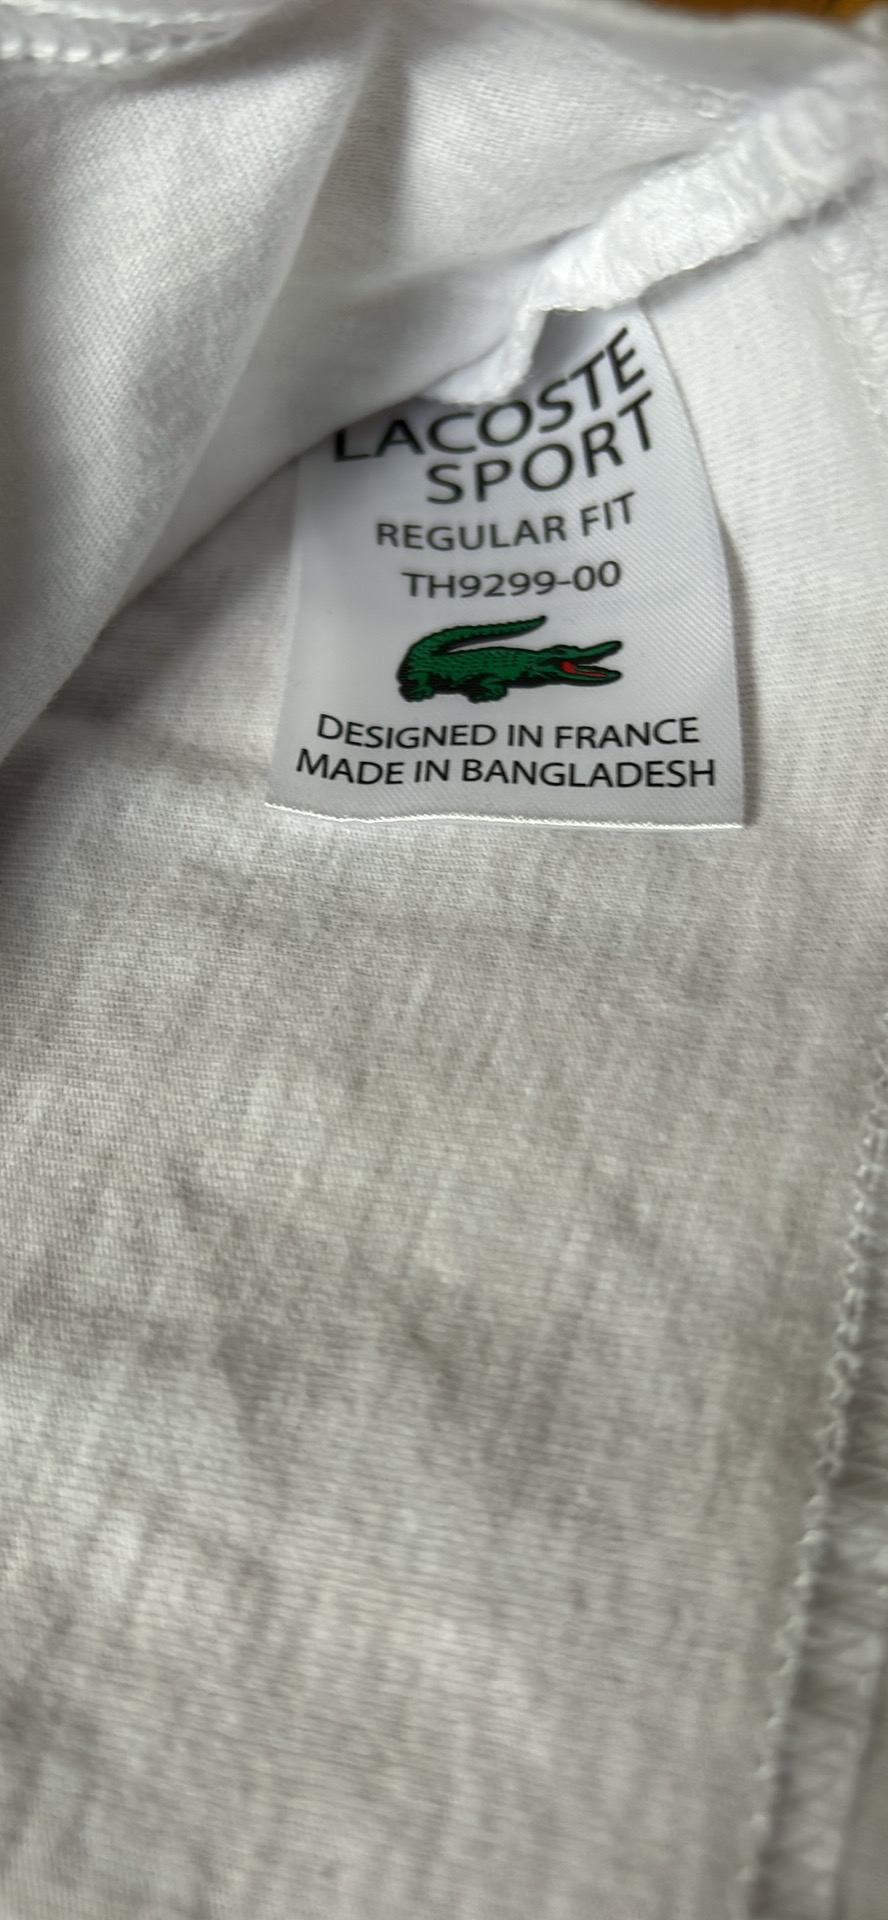 LACOSTE
SPORT
REGULAR FIT
TH9299-00
DESIGNED IN FRANCE
MADE IN BANGLADESH